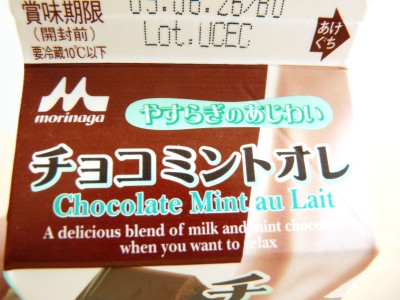 賞味期限
(開封前)
要冷蔵10℃以下
Lot.UCEC
あけ
ぐち
morinaga
やすらぎのあじわい
チョコミントオレ
Chocolate Mint au Lait
A delicious blend of milk and mint
when you want to relax
チ